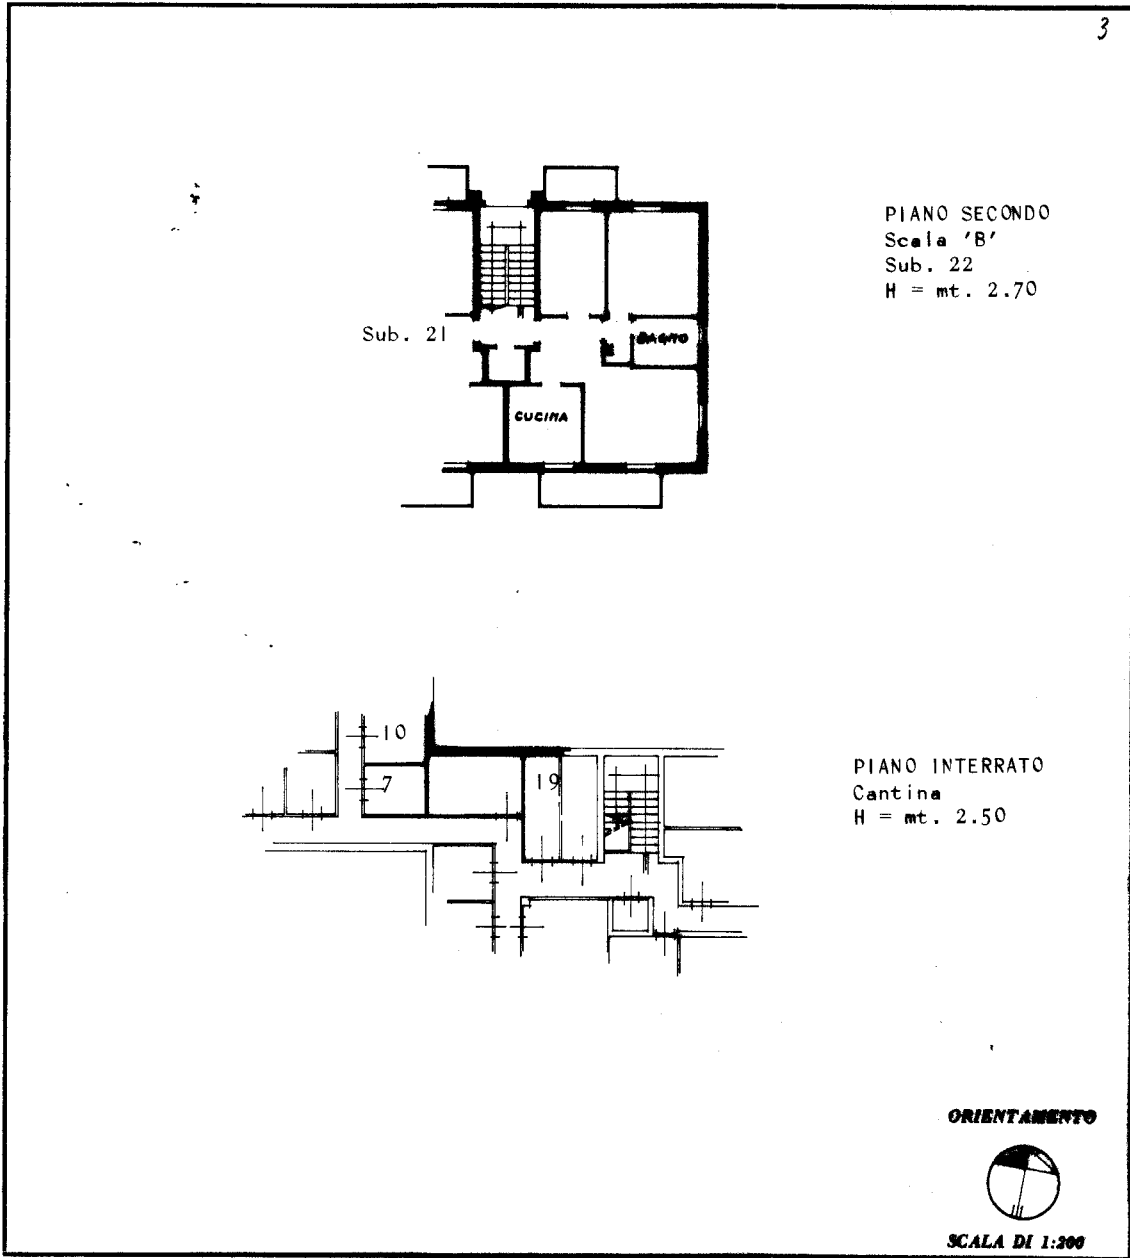 3
PIANO SECONDO
Scala 'B'
Sub. 22
H = mt. 2.70
Sub. 21
BAGNO
CUCINA
10
7
19
PIANO INTERRATO
Cantina
H = mt. 2.50
ORIENTAMENTO
SCALA DI 1:200